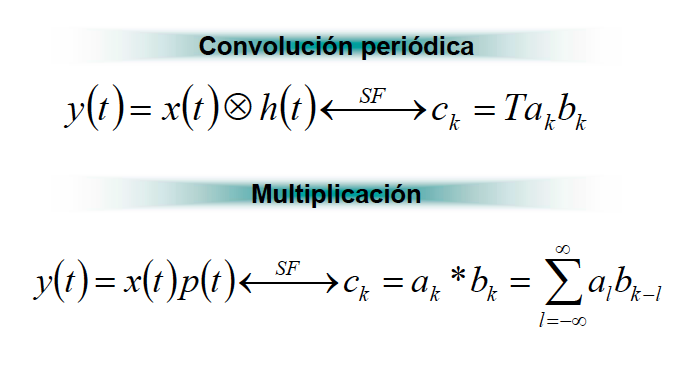 Convolución periódica
y(t) = x(t) ⊗ h(t) ⟷ SF c_k = T a_k b_k
Multiplicación
y(t) = x(t)p(t) ⟷ SF c_k = a_k * b_k = ∑_{l=-∞}^{∞} a_l b_{k-l}